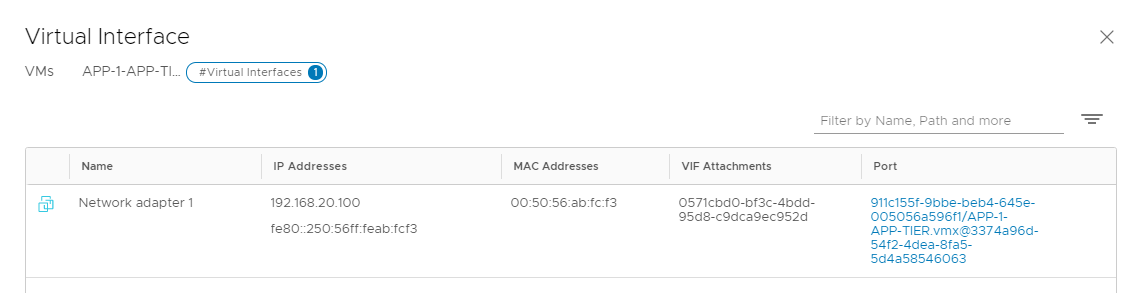 Virtual Interface
VMs APP-1-APP-TI... #Virtual Interfaces 1
Filter by Name, Path and more
Name IP Addresses MAC Addresses VIF Attachments Port
Network adapter 1 192.168.20.100 00:50:56:ab:fc:f3 0571cbd0-bf3c-4bdd- 911c155f-9bbe-beb4-645e-
95d8-c9dca9ec952d 005056a596f1/APP-1-
fe80::250:56ff:feab:fcf3 APP-TIER.vmx@3374a96d-
54f2-4dea-8fa5-
5d4a58546063